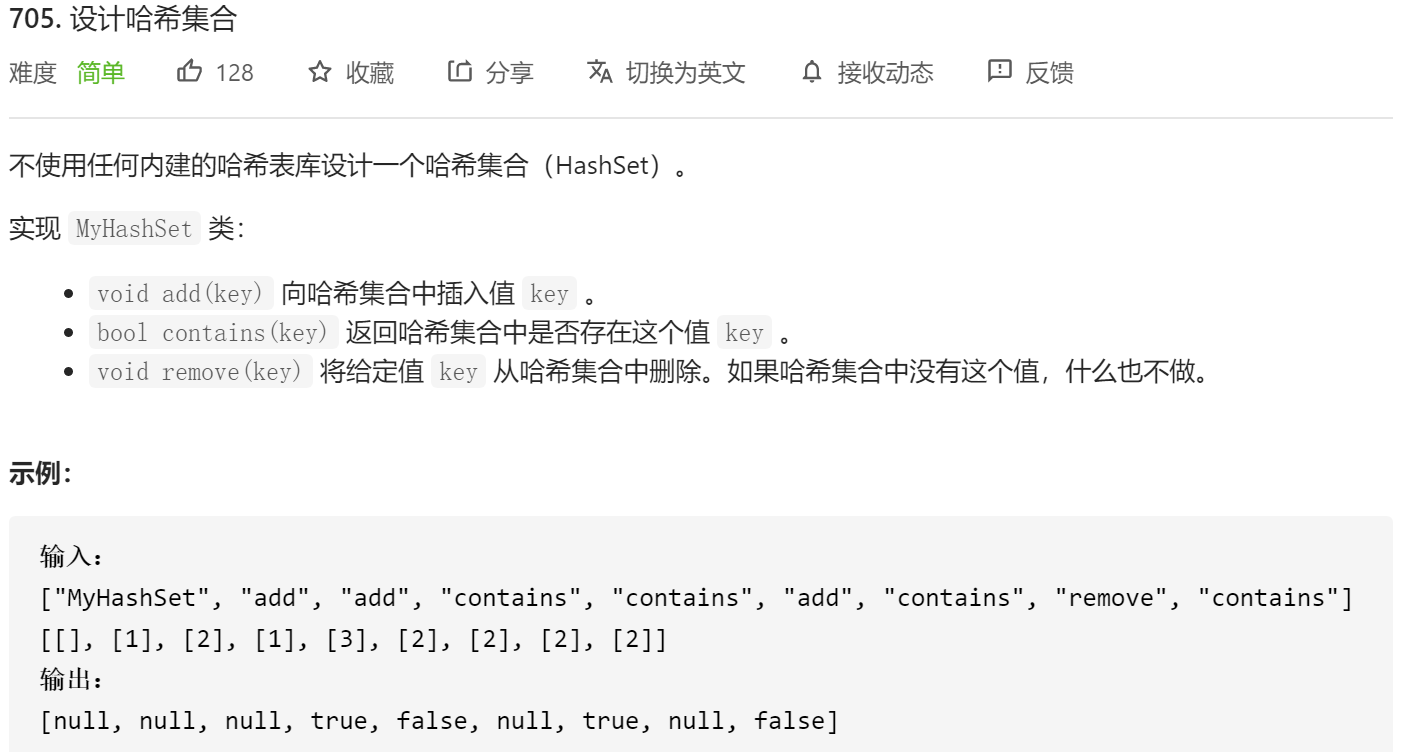 705. 设计哈希集合
难度 简单 128 收藏 分享 切换为英文 接收动态 反馈
不使用任何内建的哈希表库设计一个哈希集合（HashSet）。
实现 MyHashSet 类：
void add(key) 向哈希集合中插入值 key 。
bool contains(key) 返回哈希集合中是否存在这个值 key 。
void remove(key) 将给定值 key 从哈希集合中删除。如果哈希集合中没有这个值，什么也不做。
示例：
输入：
["MyHashSet", "add", "add", "contains", "contains", "add", "contains", "remove", "contains"]
[[], [1], [2], [1], [3], [2], [2], [2], [2]]
输出：
[null, null, null, true, false, null, true, null, false]